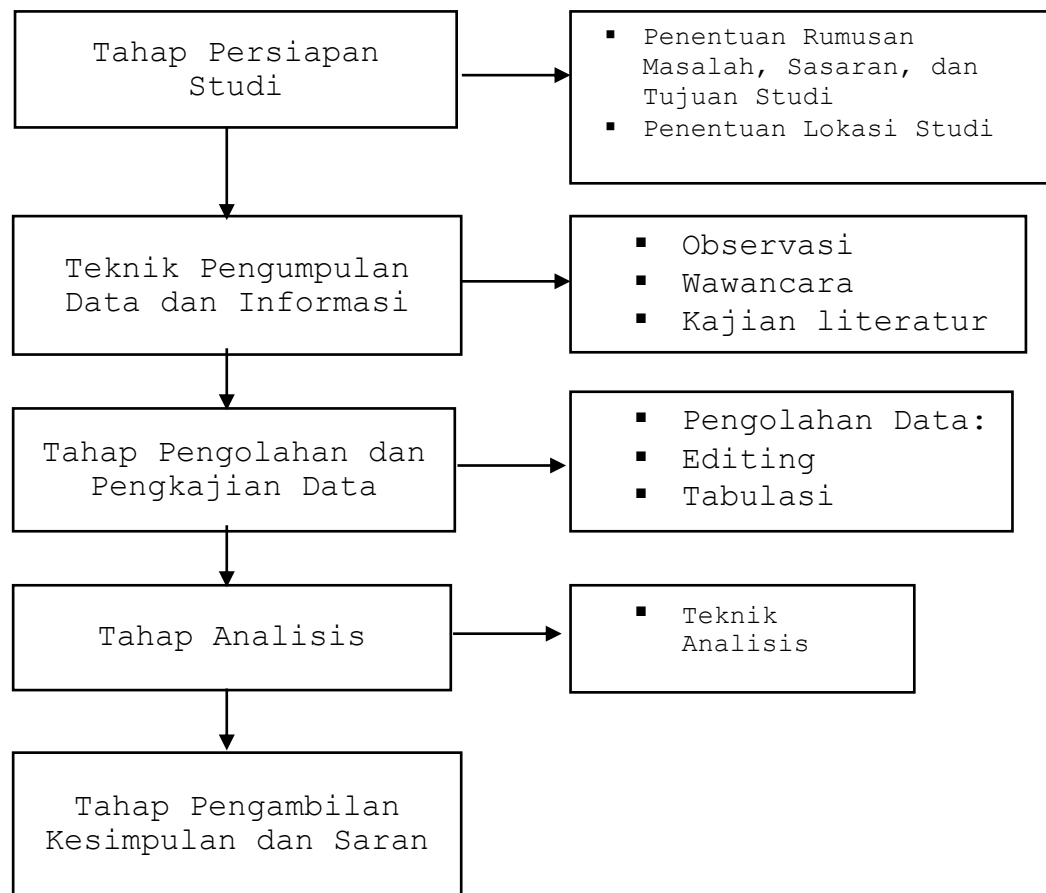 Tahap Persiapan
Studi
▪ Penentuan Rumusan
Masalah, Sasaran, dan
Tujuan Studi
▪ Penentuan Lokasi Studi
Teknik Pengumpulan
Data dan Informasi
▪ Observasi
▪ Wawancara
▪ Kajian literatur
Tahap Pengolahan dan
Pengkajian Data
▪ Pengolahan Data:
▪ Editing
▪ Tabulasi
Tahap Analisis
▪ Teknik
Analisis
Tahap Pengambilan
Kesimpulan dan Saran